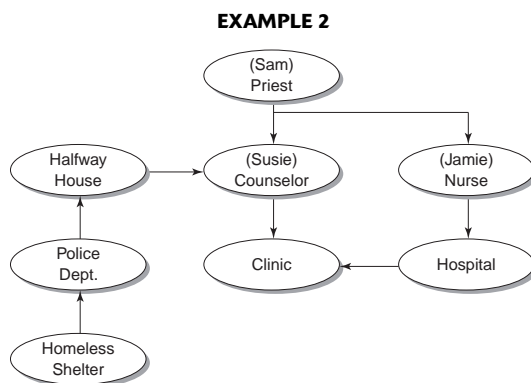 EXAMPLE 2
(Sam)
Priest
Halfway
House
(Susie)
Counselor
(Jamie)
Nurse
Police
Dept.
Clinic
Hospital
Homeless
Shelter